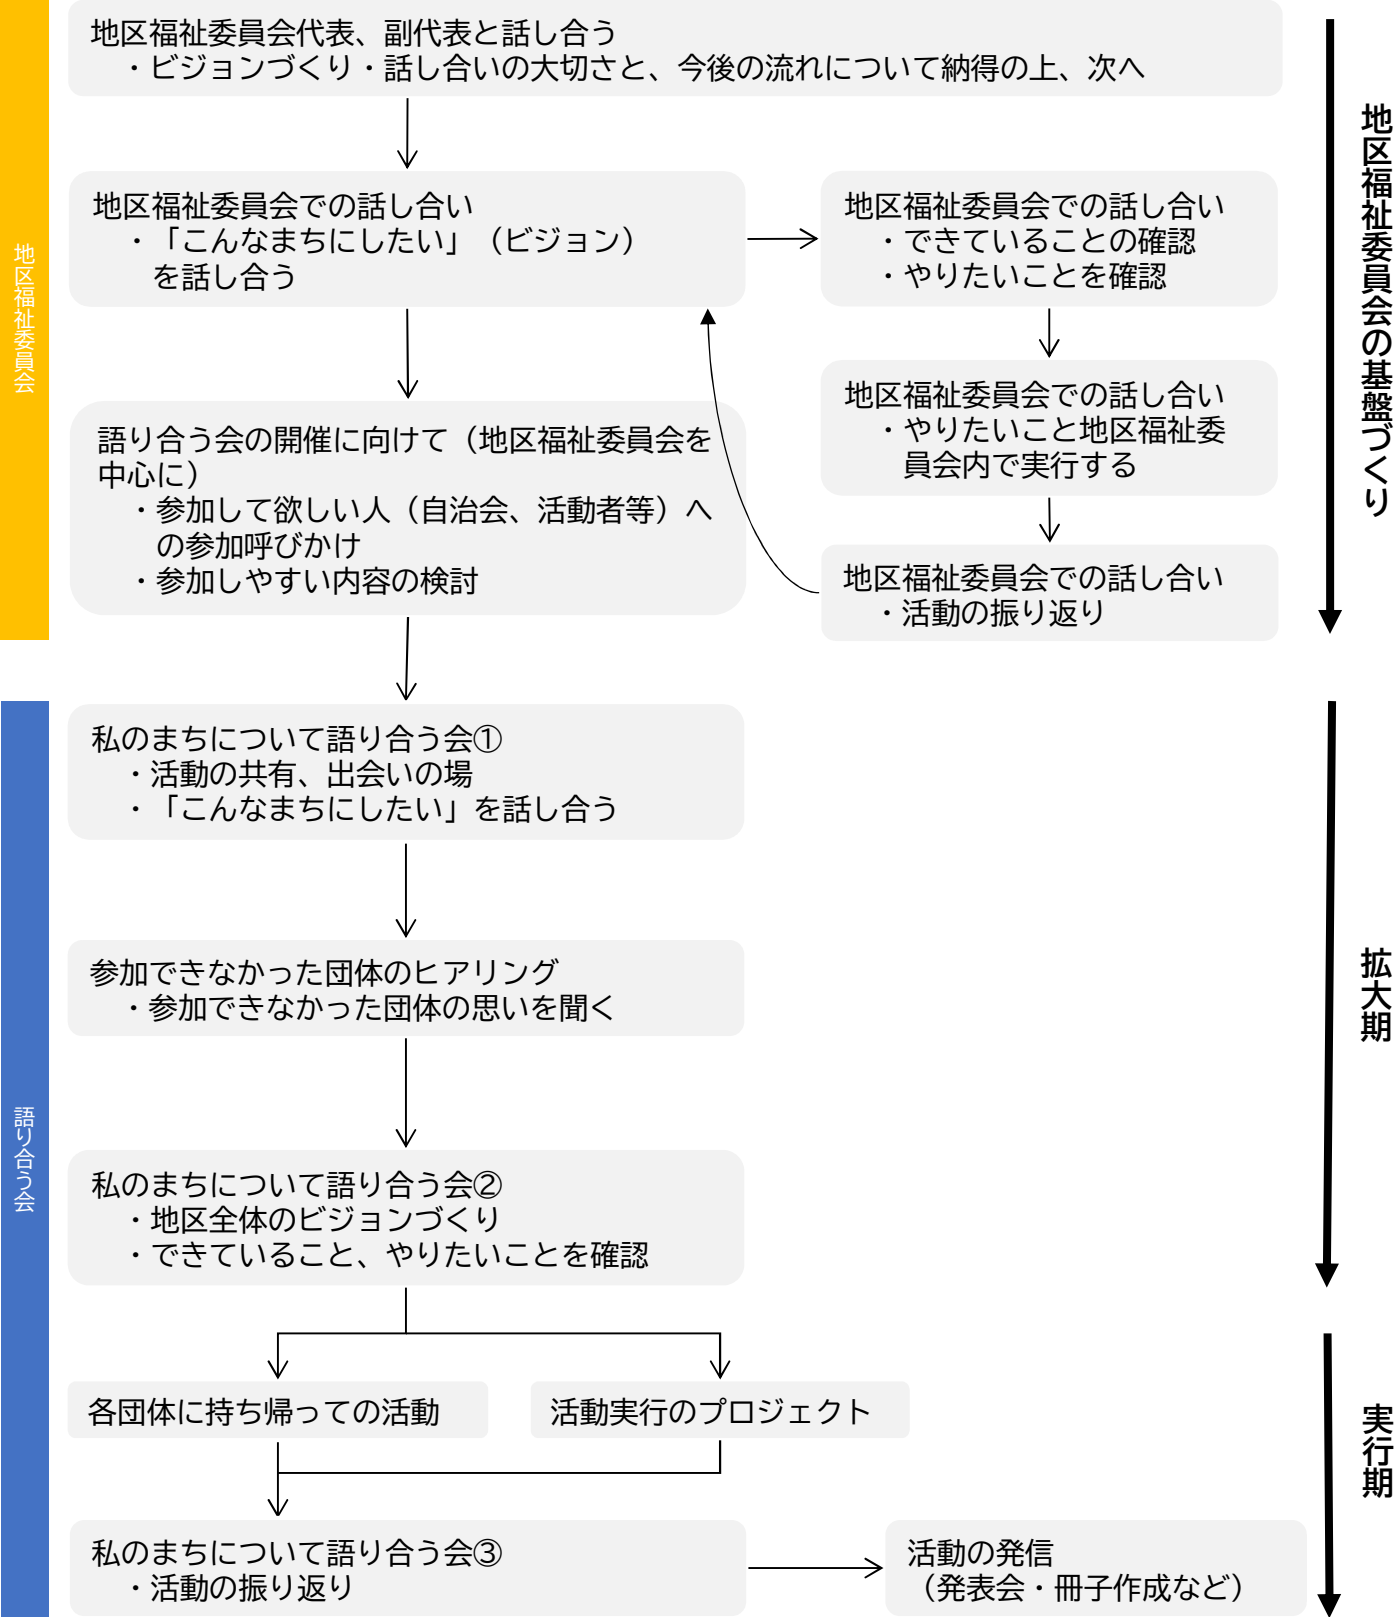 地区福祉委員会代表、副代表と話し合う
・ビジョンづくり・話し合いの大切さと、今後の流れについて納得の上、次へ
地区福祉委員会
地区福祉委員会での話し合い
・「こんなまちにしたい」（ビジョン）
を話し合う
地区福祉委員会での話し合い
・できていることの確認
・やりたいことを確認
地区福祉委員会での話し合い
・やりたいこと地区福祉委
員会内で実行する
地区福祉委員会での話し合い
・活動の振り返り
語り合う会の開催に向けて（地区福祉委員会を
中心に）
・参加して欲しい人（自治会、活動者等）へ
の参加呼びかけ
・参加しやすい内容の検討
地区福祉委員会の基盤づくり
語り合う会
私のまちについて語り合う会①
・活動の共有、出会いの場
・「こんなまちにしたい」を話し合う
参加できなかった団体のヒアリング
・参加できなかった団体の思いを聞く
私のまちについて語り合う会②
・地区全体のビジョンづくり
・できていること、やりたいことを確認
拡大期
各団体に持ち帰っての活動
活動実行のプロジェクト
私のまちについて語り合う会③
・活動の振り返り
活動の発信
（発表会・冊子作成など）
実行期